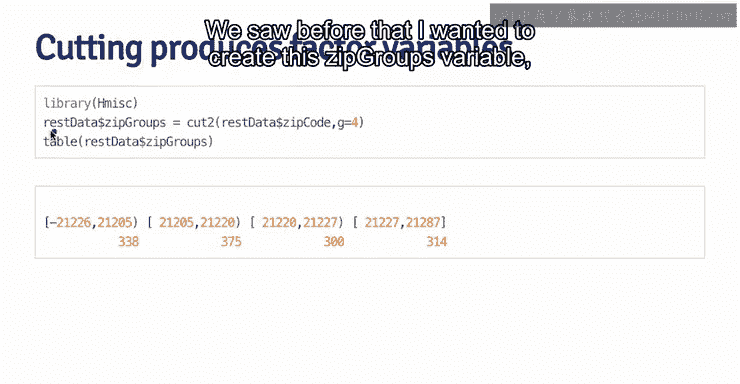 Cutting produces factor variables
We saw before that I wanted to
create this zipGroups variable,
library(Hmisc)
restData$zipGroups = cut2(restData$zipCode,g=4)
table(restData$zipGroups)
[-21226,21205) [ 21205,21220) [ 21220,21227) [ 21227,21287]
338 375 300 314